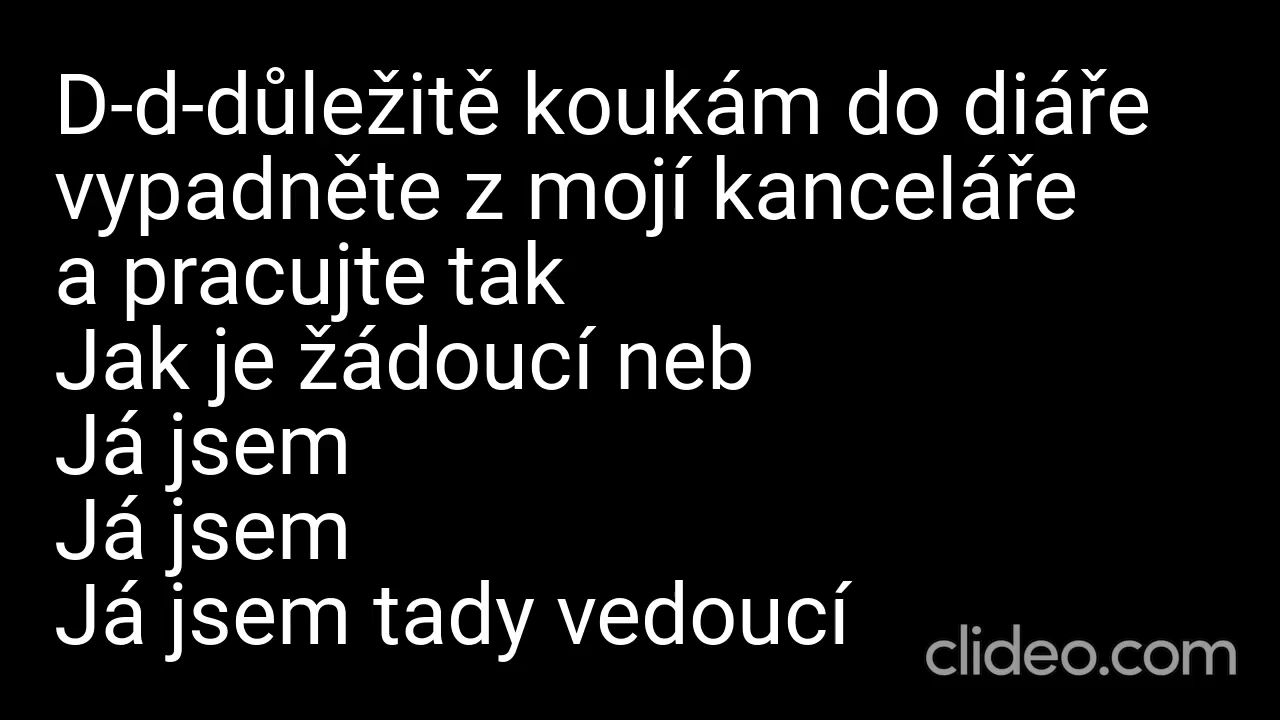 D-d-důležitě koukám do diáře
vypadněte z mojí kanceláře
a pracujte tak
Jak je žádoucí neb
Já jsem
Já jsem
Já jsem tady vedoucí
clideo.com